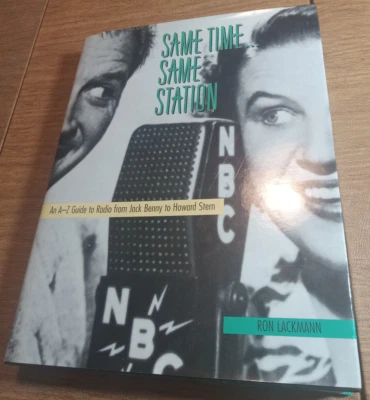 SAME TIME...
SAME
STATION
NBC
An A–Z Guide to Radio from Jack Benny to Howard Stern
NBC
RON LACKMANN